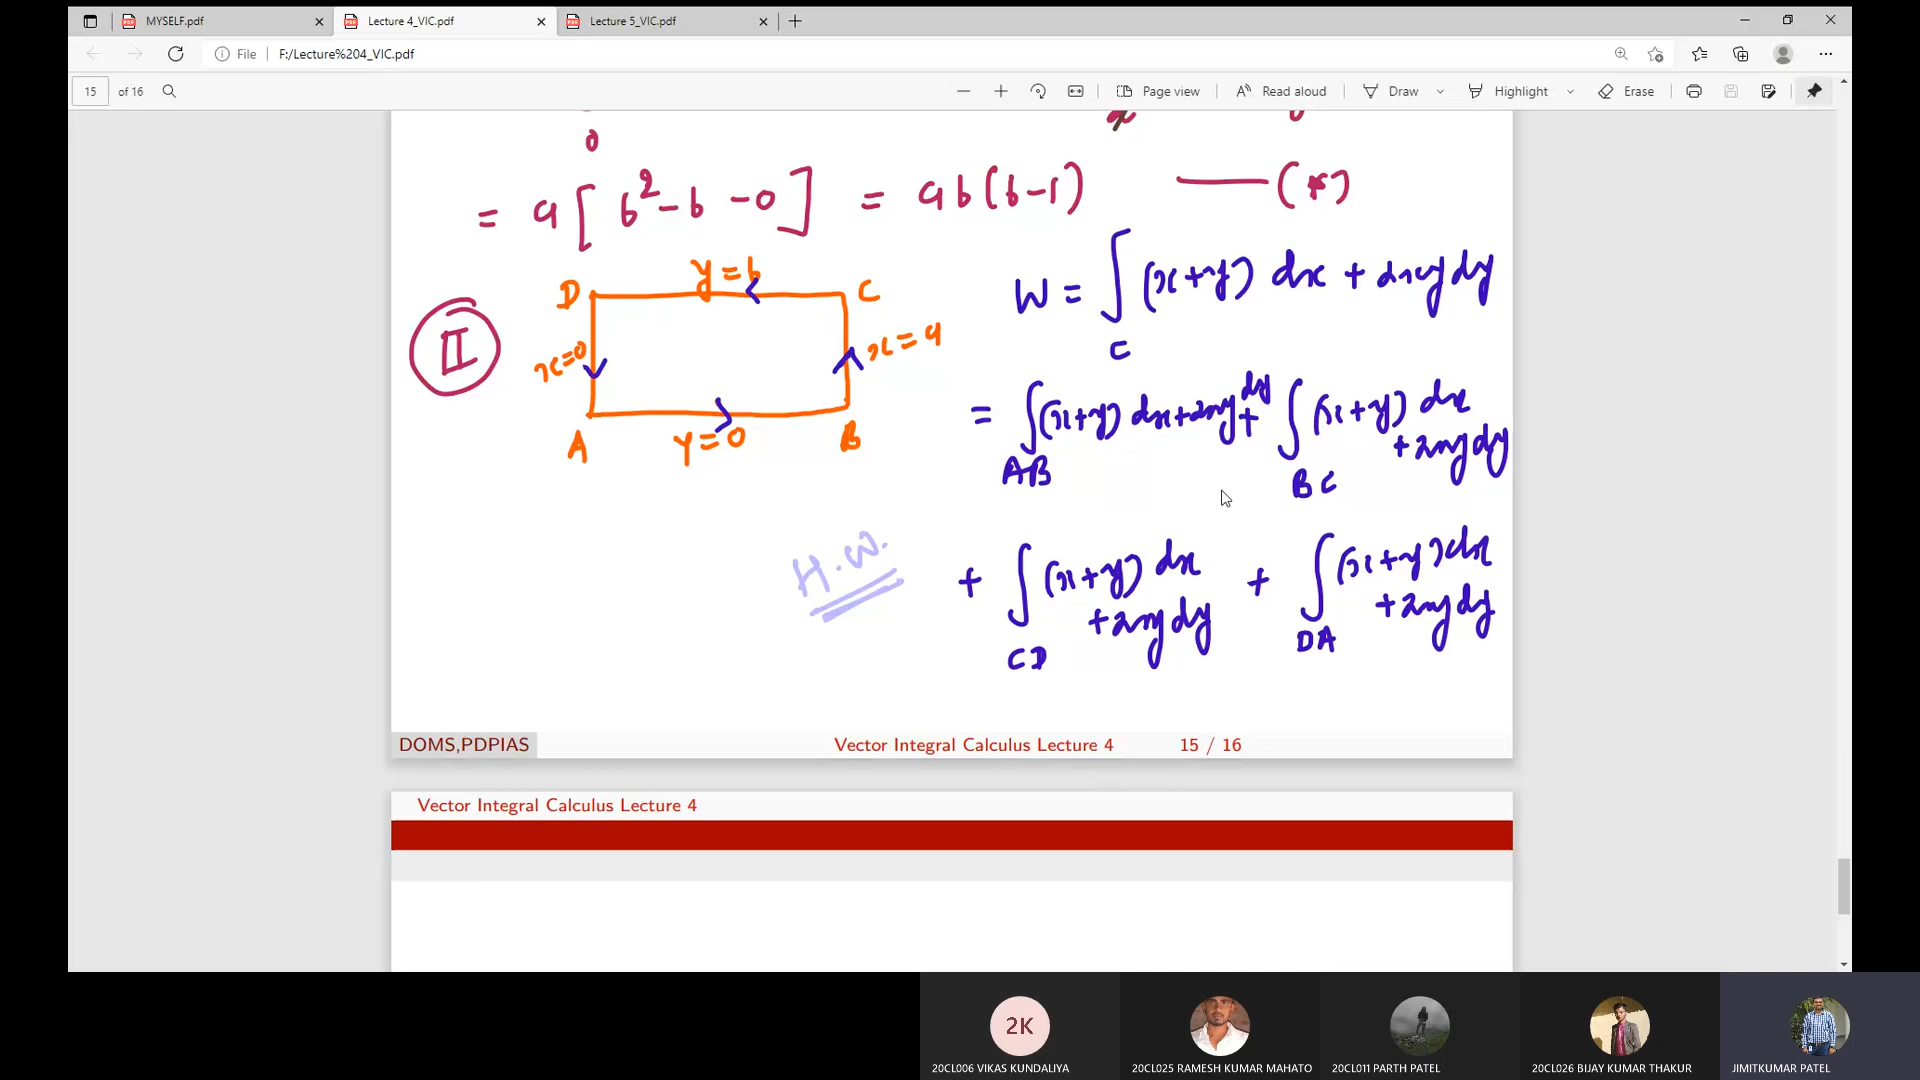 MYSELF.pdf
Lecture 4_VIC.pdf
Lecture 5_VIC.pdf
File
F:/Lecture%204_VIC.pdf
15 of 16
Page view
Read aloud
Draw
Highlight
Erase
0
= a [ b² - b - 0 ] = ab(b-1) —— (*)
II
D
y = b
C
x=0
x = a
A
y = 0
B
W = ∫ (x+y) dx + 2xy dy
C
= ∫ (x+y) dx + 2xy dy + ∫ (x+y) dx + 2xy dy
AB
BC
H.W.
+ ∫ (x+y) dx + 2xy dy + ∫ (x+y) dx + 2xy dy
CD
DA
DOMS,PDPIAS
Vector Integral Calculus Lecture 4
15 / 16
Vector Integral Calculus Lecture 4
2K
20CL006 VIKAS KUNDALIYA
20CL025 RAMESH KUMAR MAHATO
20CL011 PARTH PATEL
20CL026 BIJAY KUMAR THAKUR
JIMITKUMAR PATEL